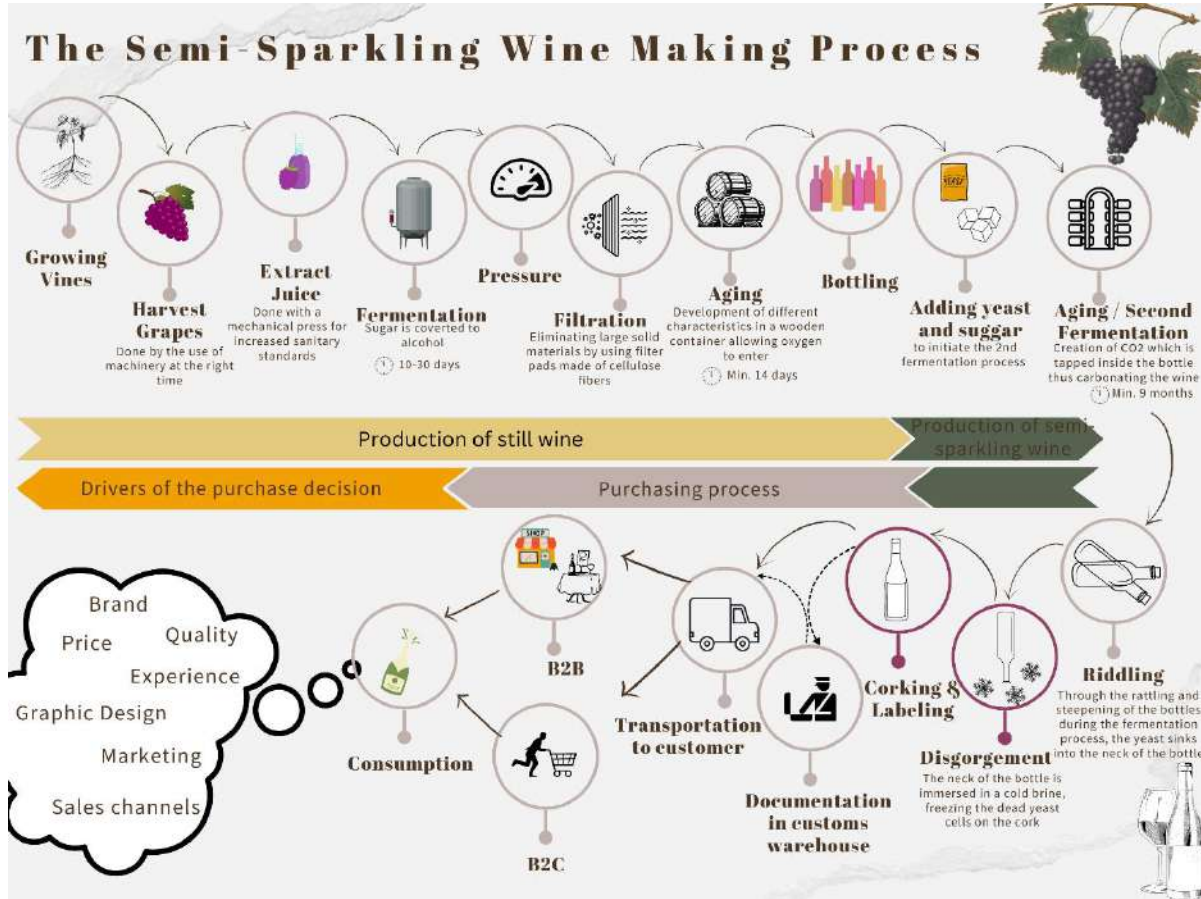 The Semi-Sparkling Wine Making Process
Growing
Vines
Harvest
Grapes
Done by the use of
machinery at the right
time
Extract
Juice
Done with a
mechanical press for
increased sanitary
standards
Fermentation
Sugar is coverted to
alcohol
10-30 days
Pressure
Filtration
Eliminating large solid
materials by using filter
pads made of cellulose
fibers
Aging
Development of different
characteristics in a wooden
container allowing oxygen
to enter
Min. 14 days
Bottling
YEAST
Adding yeast
and suggar
to initiate the 2nd
fermentation process
Aging / Second
Fermentation
Creation of CO2 which is
tapped inside the bottle
thus carbonating the wine
Min. 9 months
Production of still wine
Production of semi-
sparkling wine
Drivers of the purchase decision
Purchasing process
Riddling
Through the rattling and
steepening of the bottles
during the fermentation
process, the yeast sinks
into the neck of the bottle
Disgorgement
The neck of the bottle is
immersed in a cold brine,
freezing the dead yeast
cells on the cork
Corking &
Labeling
Documentation
in customs
warehouse
Transportation
to customer
SHOP
B2B
B2C
Consumption
Brand
Price
Quality
Experience
Graphic Design
Marketing
Sales channels